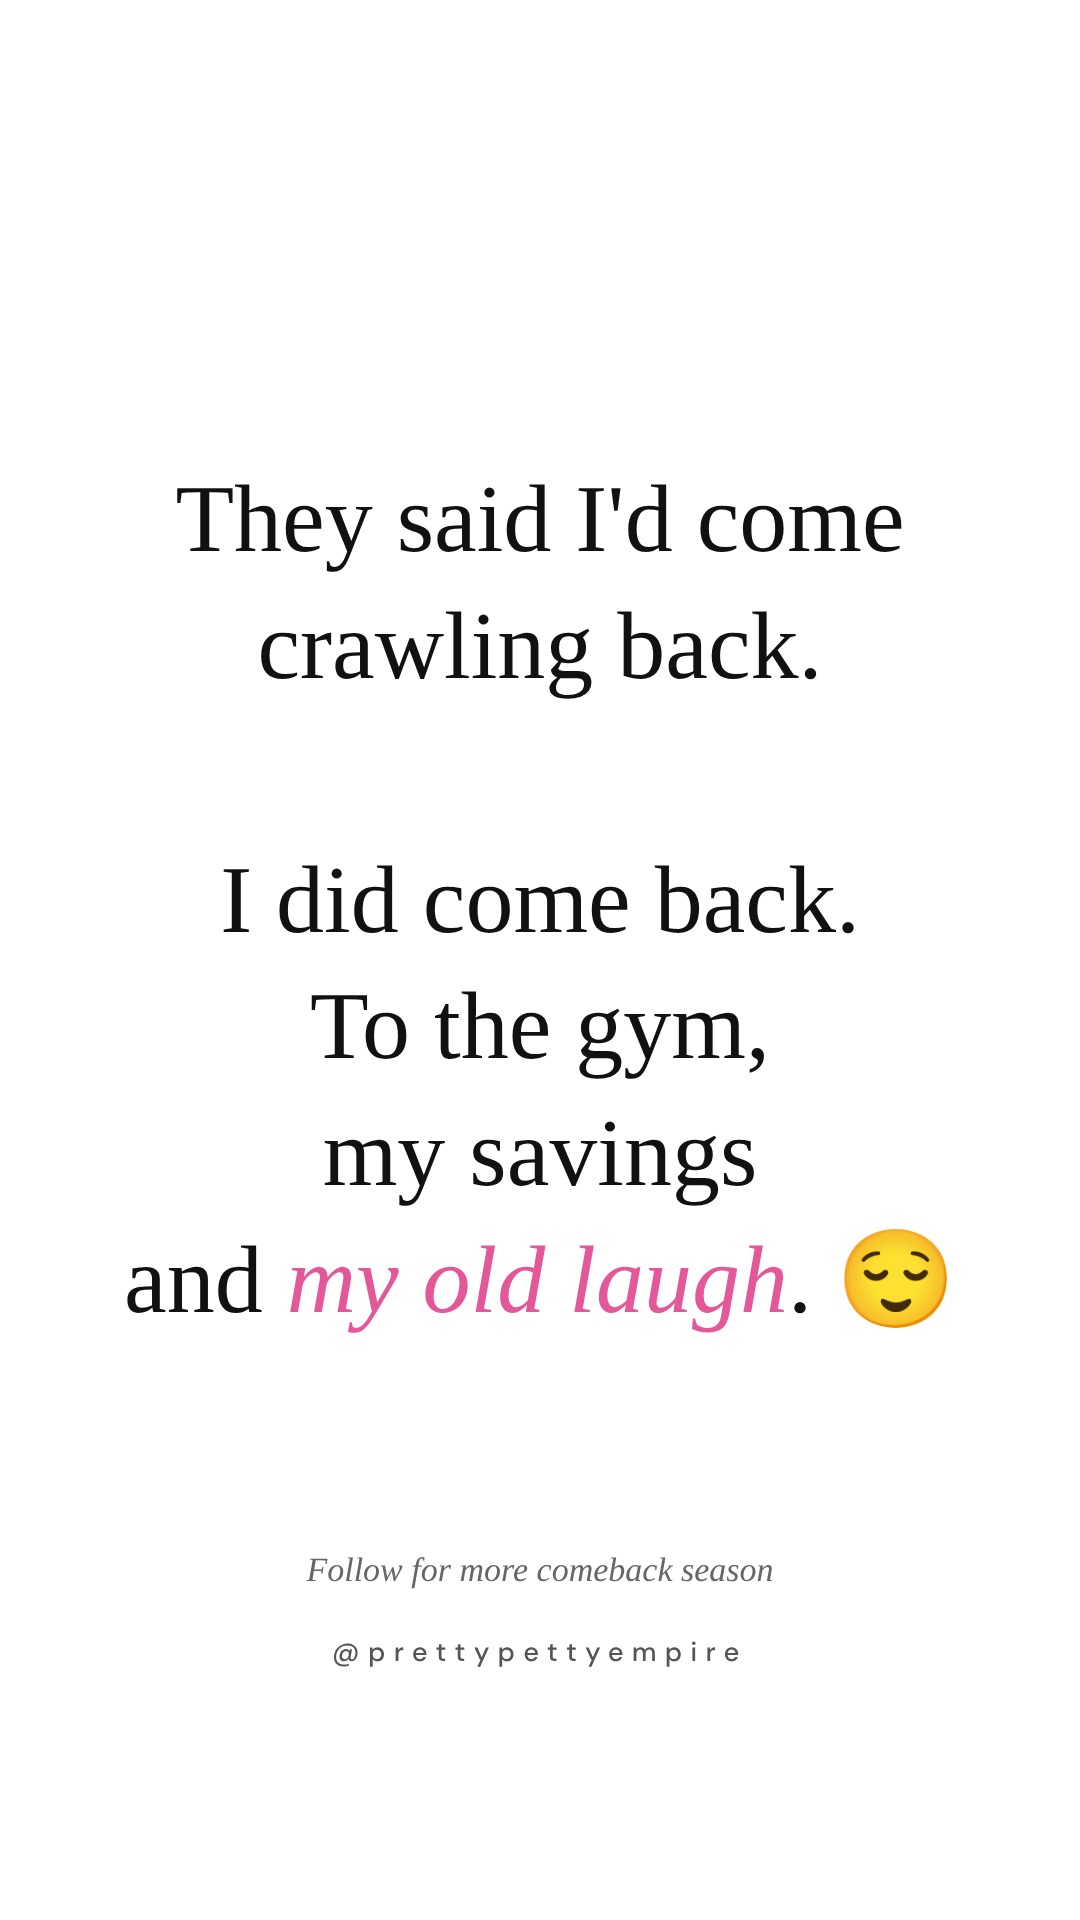 They said I'd come
crawling back.
I did come back.
To the gym,
my savings
and my old laugh. 😌
Follow for more comeback season
@prettypettyempire